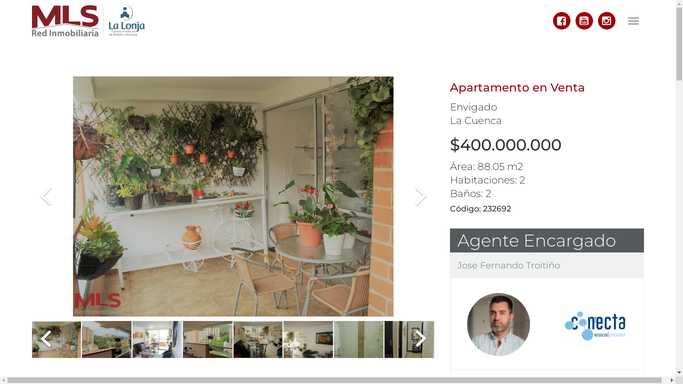 MLS
Red Inmobiliaria
La Lonja
Apartamento en Venta
Envigado
La Cuenca
$400.000.000
Área: 88.05 m2
Habitaciones: 2
Baños: 2
Código: 232692
Agente Encargado
Jose Fernando Troitiño
MLS
conecta